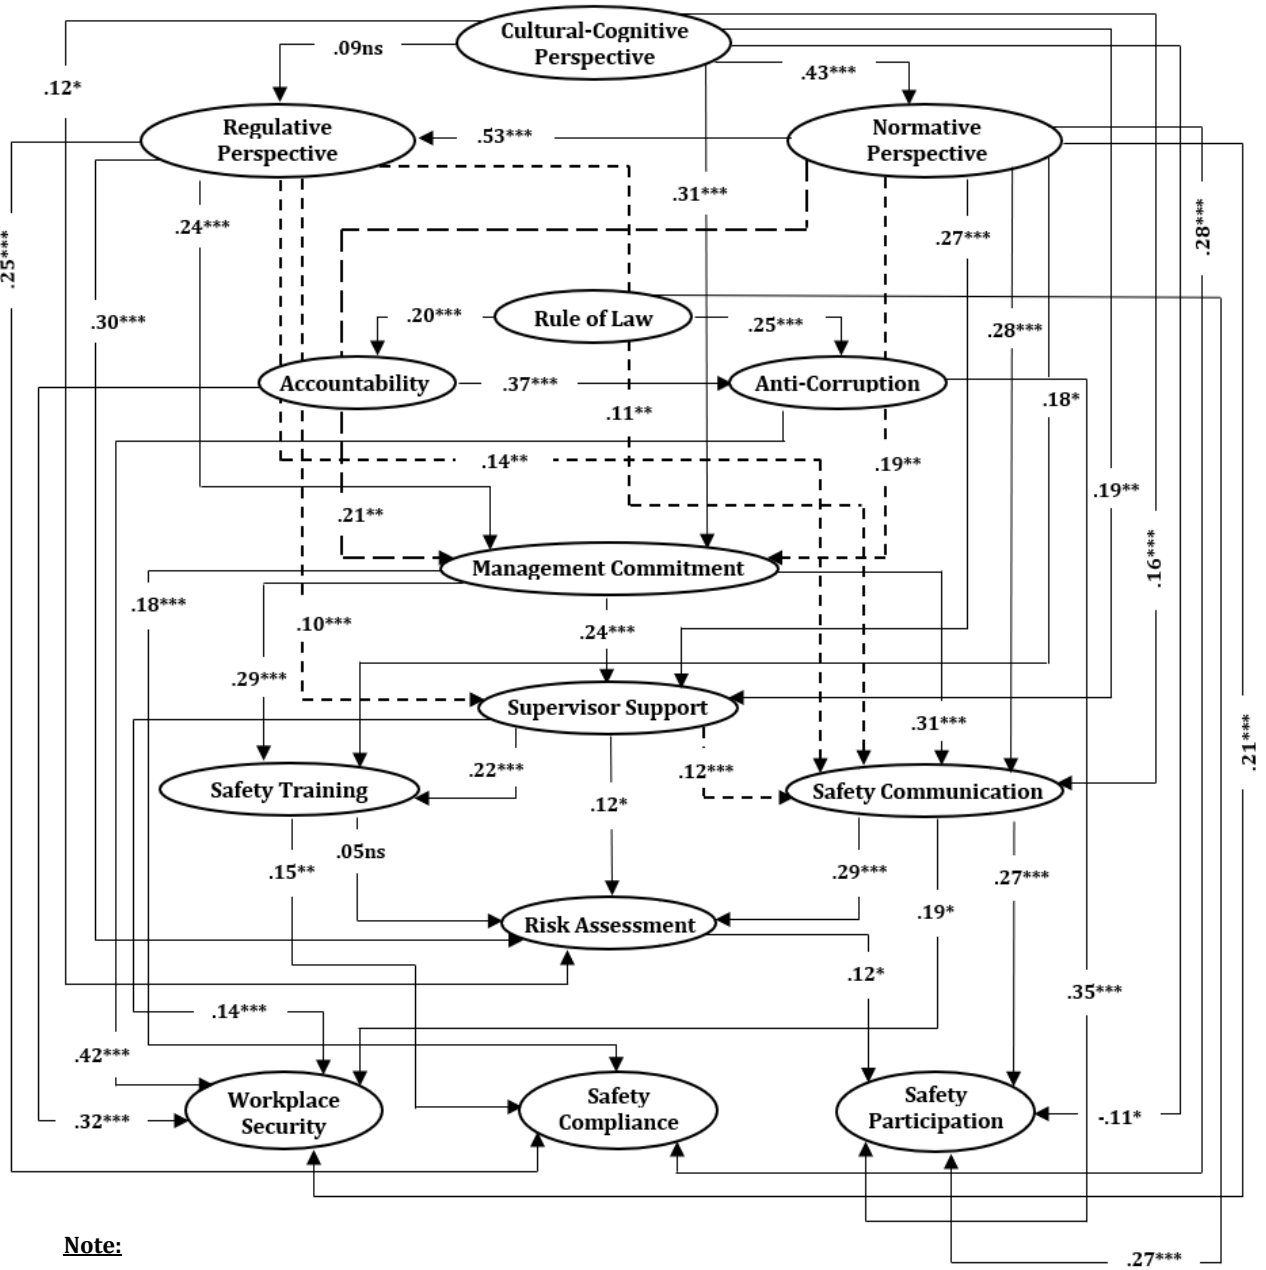 Cultural-Cognitive
Perspective
.09ns
.43***
.12*
Regulative
Perspective
.53***
Normative
Perspective
.31***
.24***
.27***
.28***
.25***
.30***
.20***
Rule of Law
.25***
.28***
Accountability
.37***
Anti-Corruption
.11**
.18*
.14**
.19**
.19**
.21**
.16***
Management Commitment
.18***
.10***
.24***
.29***
Supervisor Support
.31***
.21***
.22***
.12***
Safety Training
.12*
Safety Communication
.05ns
.15**
.29***
.27***
.19*
Risk Assessment
.12*
.35***
.14***
.42***
Workplace
Security
Safety
Compliance
Safety
Participation
.32***
-.11*
Note:
.27***